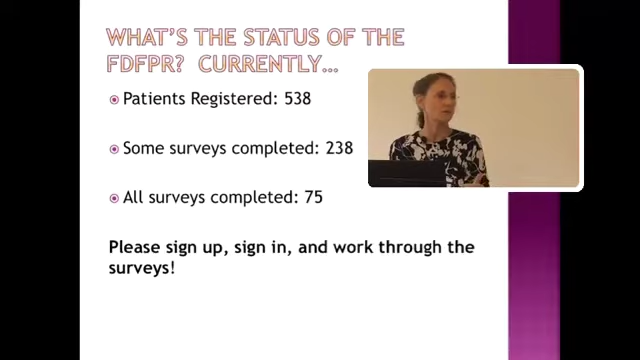 WHAT'S THE STATUS OF THE
FDFPR? CURRENTLY…
Patients Registered: 538
Some surveys completed: 238
All surveys completed: 75
Please sign up, sign in, and work through the
surveys!